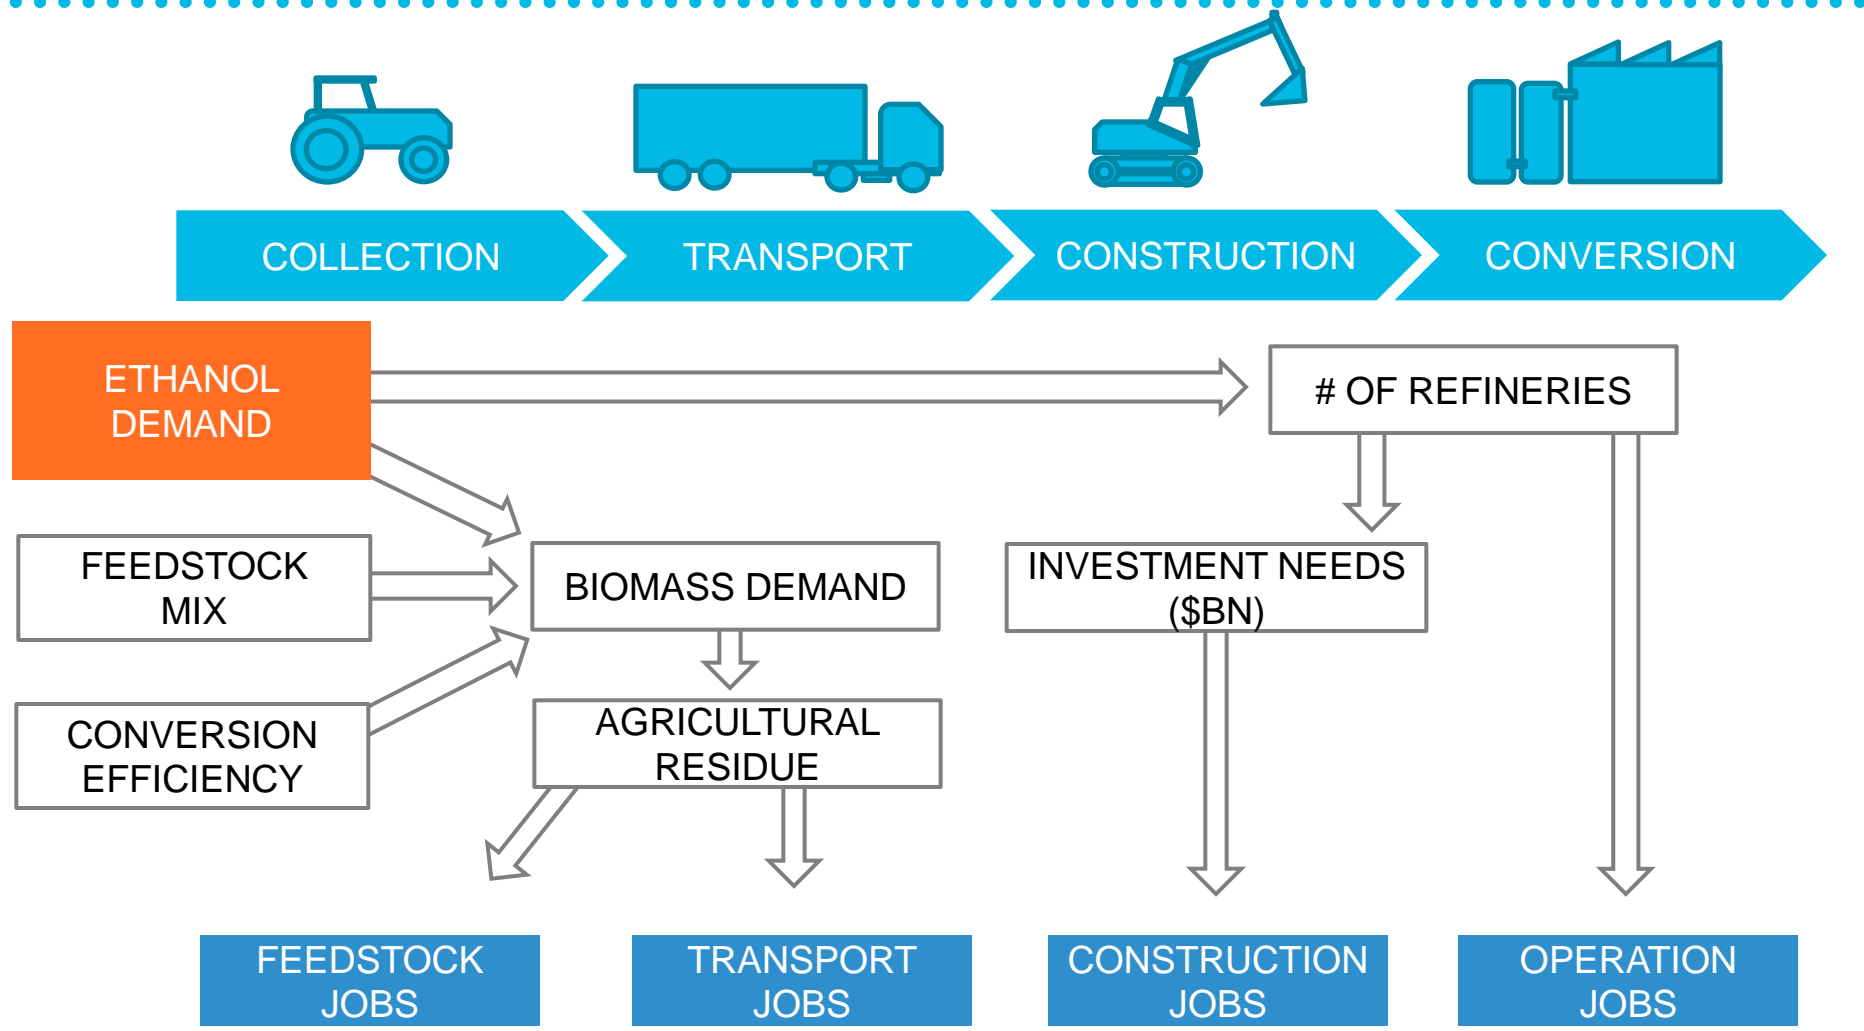 COLLECTION
TRANSPORT
CONSTRUCTION
CONVERSION
ETHANOL
DEMAND
# OF REFINERIES
FEEDSTOCK
MIX
BIOMASS DEMAND
INVESTMENT NEEDS
($BN)
CONVERSION
EFFICIENCY
AGRICULTURAL
RESIDUE
FEEDSTOCK
JOBS
TRANSPORT
JOBS
CONSTRUCTION
JOBS
OPERATION
JOBS